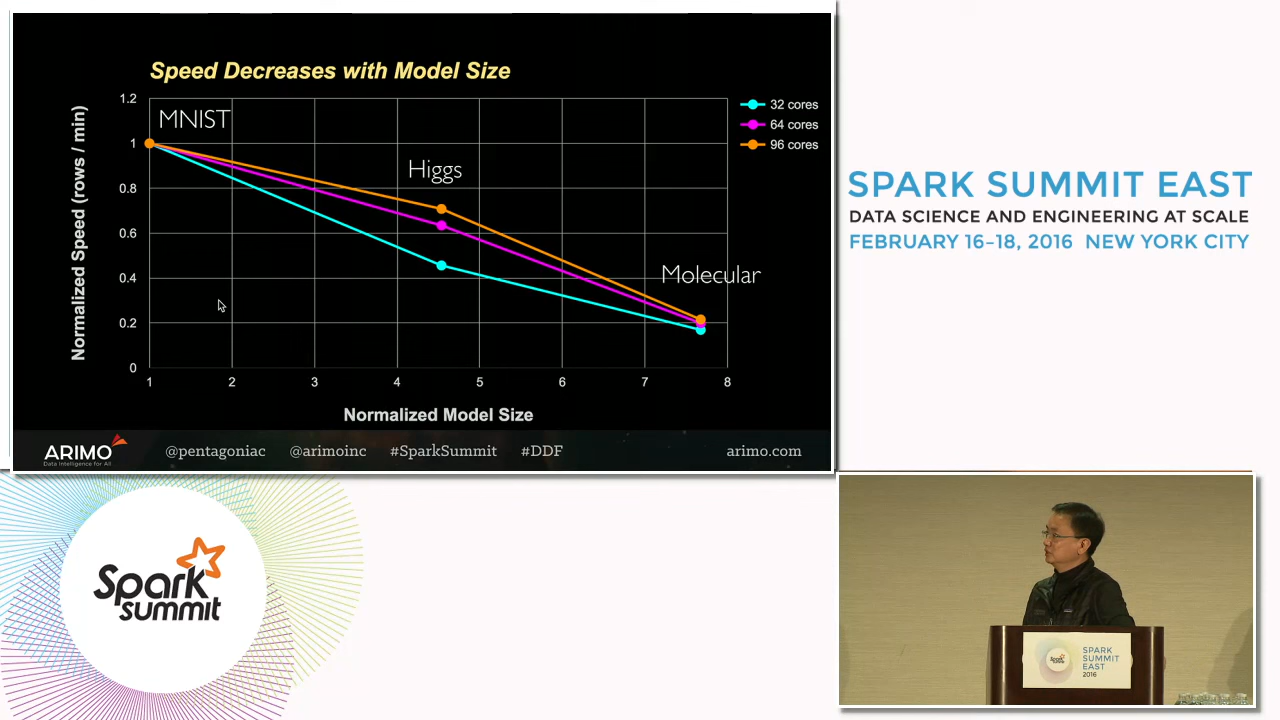 Speed Decreases with Model Size
Normalized Speed (rows / min)
1.2
1
0.8
0.6
0.4
0.2
0
MNIST
Higgs
Molecular
32 cores
64 cores
96 cores
1 2 3 4 5 6 7 8
Normalized Model Size
ARIMO
Data Intelligence for All
@pentagoniac @arimoinc #SparkSummit #DDF arimo.com
SPARK SUMMIT EAST
DATA SCIENCE AND ENGINEERING AT SCALE
FEBRUARY 16–18, 2016 NEW YORK CITY
Spark
summit
SPARK
SUMMIT
EAST
2016